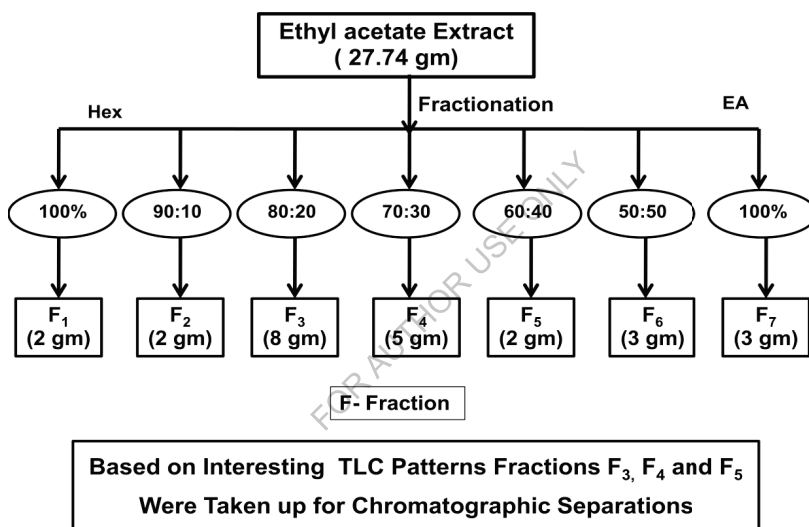 Ethyl acetate Extract
( 27.74 gm)
Hex Fractionation EA
100% 90:10 80:20 70:30 60:40 50:50 100%
F1 F2 F3 F4 F5 F6 F7
(2 gm) (2 gm) (8 gm) (5 gm) (2 gm) (3 gm) (3 gm)
FOR AUTHOR USE ONLY
F- Fraction
Based on Interesting TLC Patterns Fractions F3, F4 and F5
Were Taken up for Chromatographic Separations